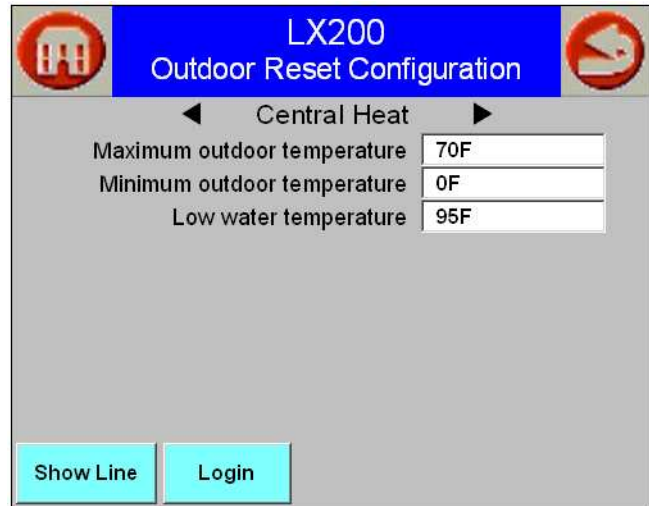 LX200
Outdoor Reset Configuration
Central Heat
Maximum outdoor temperature 70F
Minimum outdoor temperature 0F
Low water temperature 95F
Show Line Login